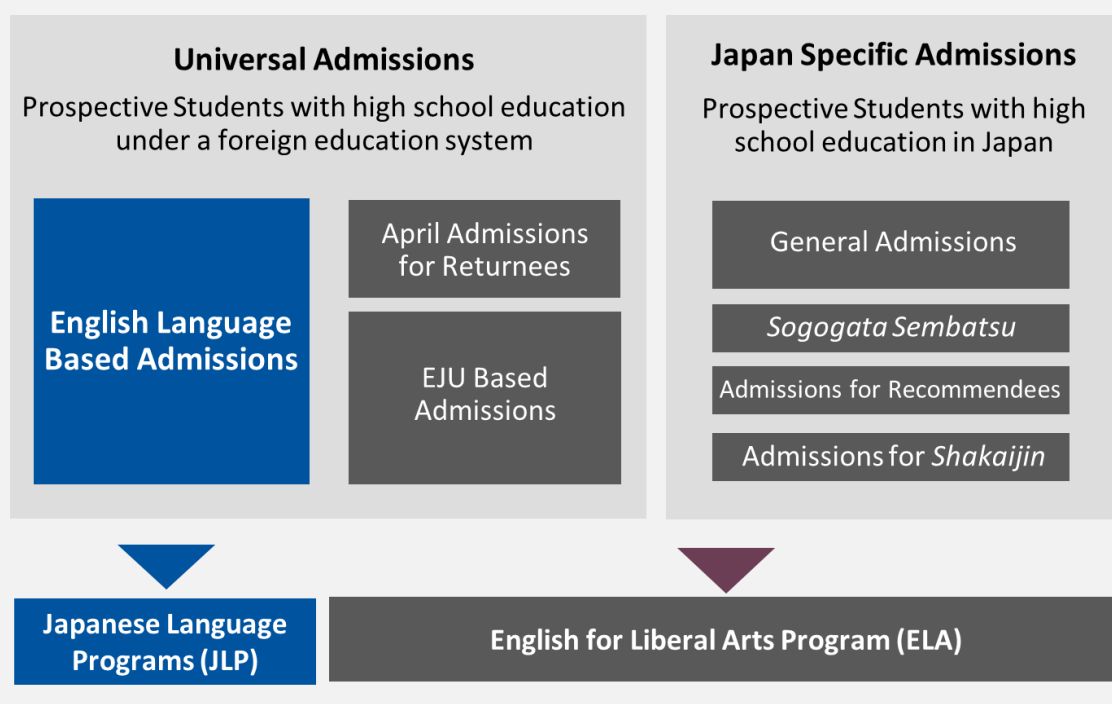 Universal Admissions
Prospective Students with high school education
under a foreign education system
English Language
Based Admissions
April Admissions
for Returnees
EJU Based
Admissions
Japan Specific Admissions
Prospective Students with high
school education in Japan
General Admissions
Sogogata Sembatsu
Admissions for Recommendees
Admissions for Shakaijin
Japanese Language
Programs (JLP)
English for Liberal Arts Program (ELA)